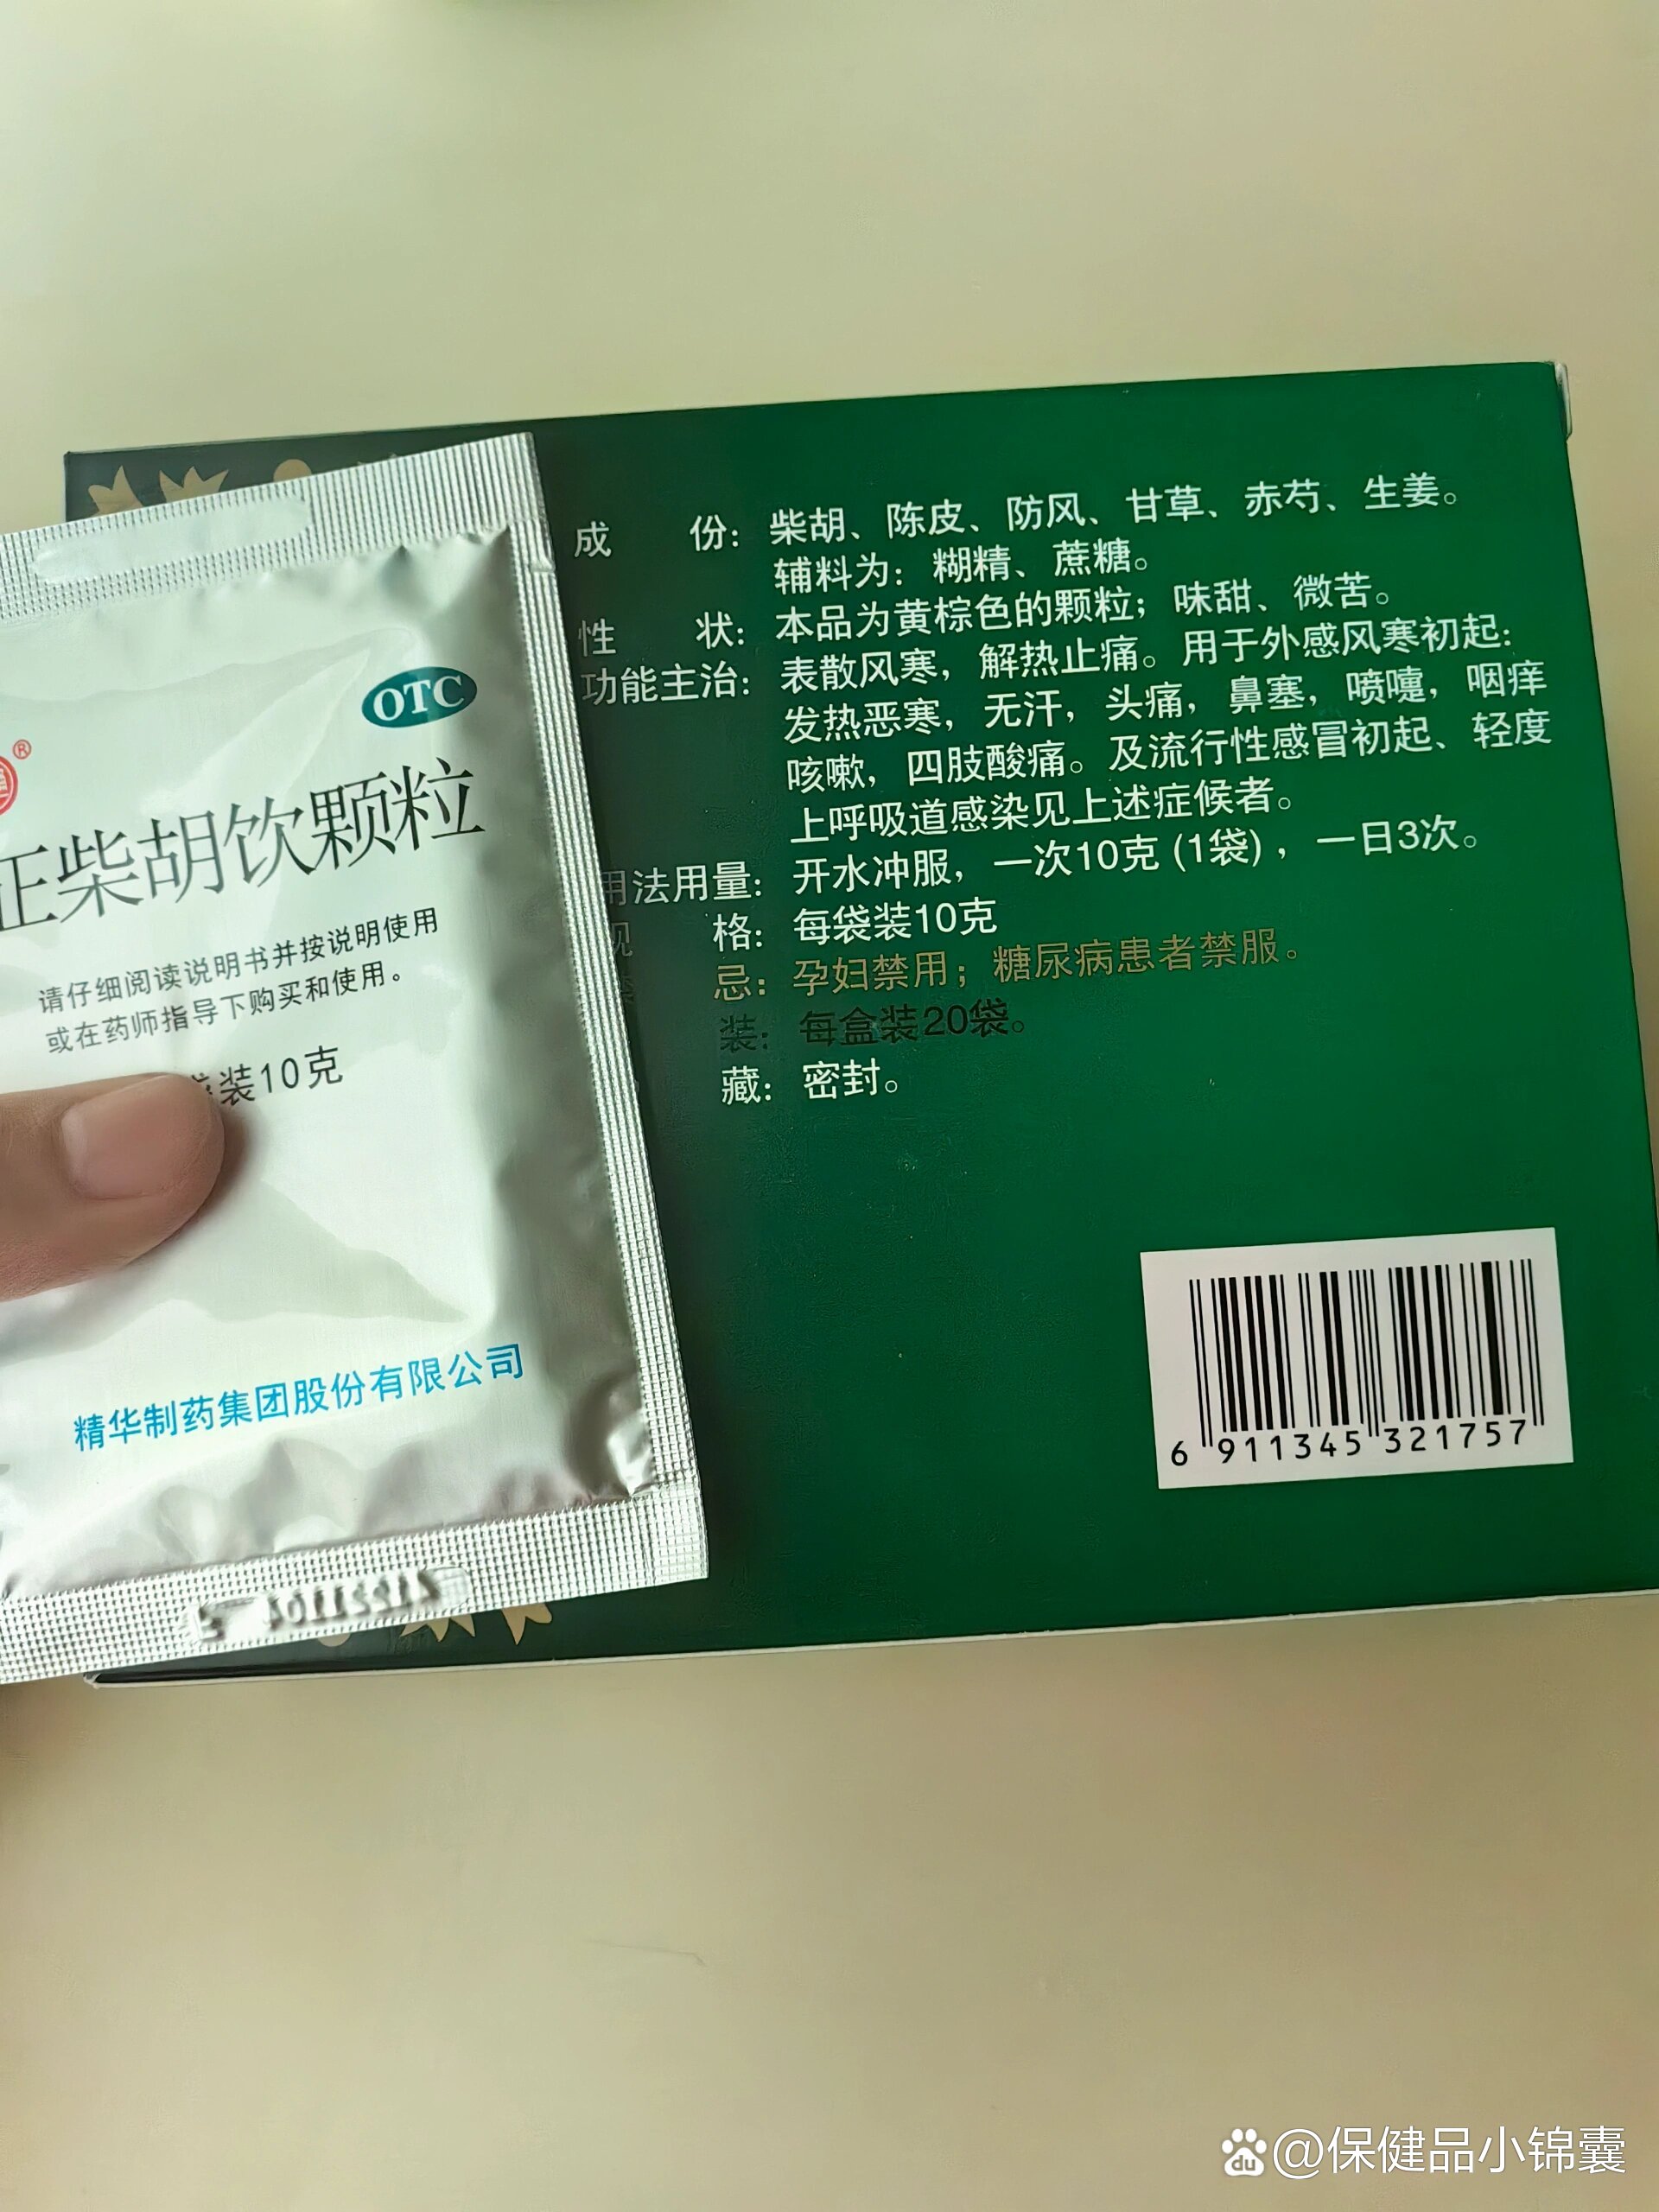 成 份：柴胡、陈皮、防风、甘草、赤芍、生姜。
辅料为：糊精、蔗糖。
性 状：本品为黄棕色的颗粒；味甜、微苦。
功能主治：表散风寒，解热止痛。用于外感风寒初起：
发热恶寒，无汗，头痛，鼻塞，喷嚏，咽痒
咳嗽，四肢酸痛。及流行性感冒初起、轻度
上呼吸道感染见上述症候者。
用法用量：开水冲服，一次10克(1袋)，一日3次。
格：每袋装10克
忌：孕妇禁用；糖尿病患者禁服。
装：每盒装20袋。
藏：密封。
6 911345 321757
OTC
®
正柴胡饮颗粒
请仔细阅读说明书并按说明使用
或在药师指导下购买和使用。
装10克
精华制药集团股份有限公司
du @保健品小锦囊